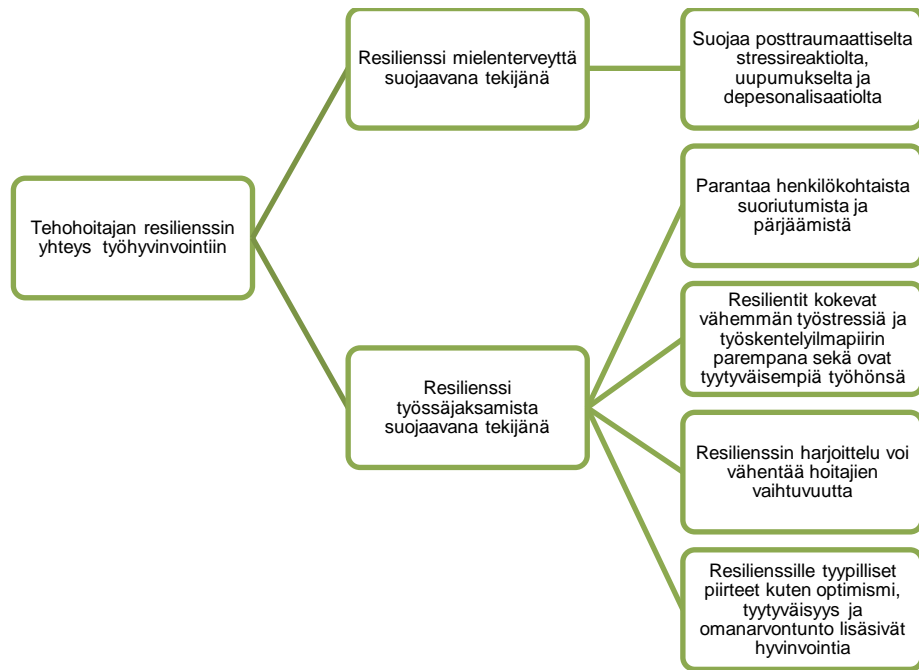 Tehohoitajan resilienssin
yhteys työhyvinvointiin
Resilienssi mielenterveyttä
suojaavana tekijänä
Suojaa posttraumaattiselta
stressireaktiolta,
uupumukselta ja
depesonalisaatiolta
Resilienssi
työssäjaksamista
suojaavana tekijänä
Parantaa henkilökohtaista
suoriutumista ja
pärjäämistä
Resilientit kokevat
vähemmän työstressiä ja
työskentelyilmapiirin
parempana sekä ovat
tyytyväisempiä työhönsä
Resilienssin harjoittelu voi
vähentää hoitajien
vaihtuvuutta
Resilienssille tyypilliset
piirteet kuten optimismi,
tyytyväisyys ja
omanarvontunto lisäsivät
hyvinvointia